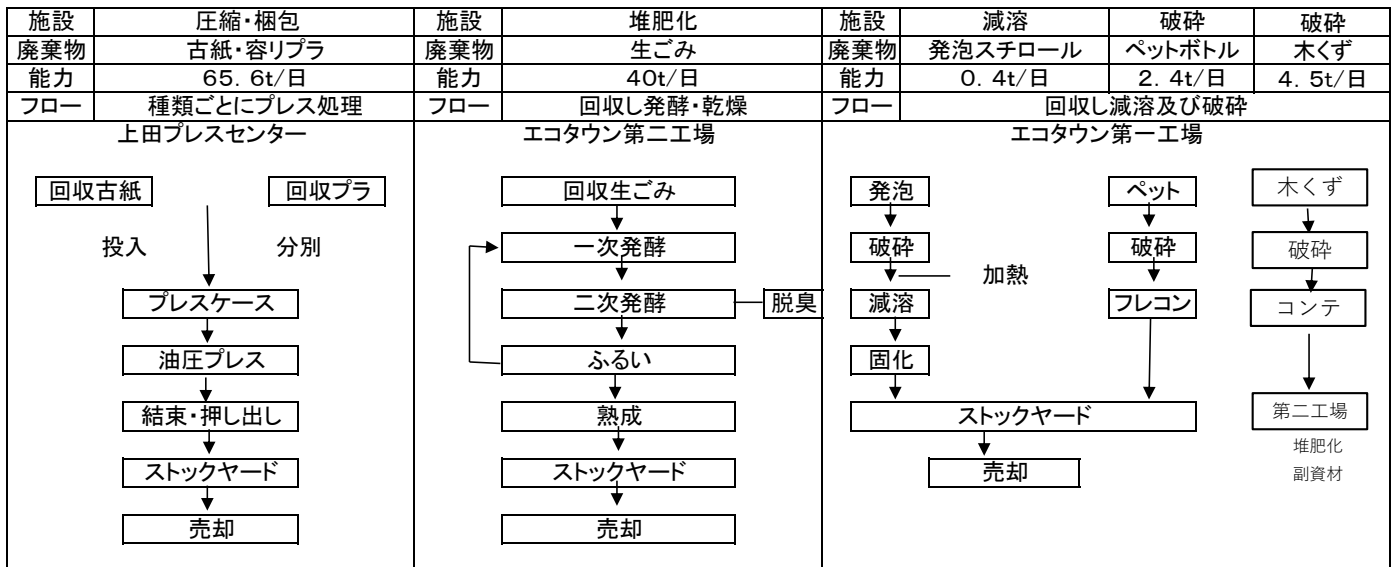 施設 圧縮・梱包 施設 堆肥化 施設 減溶 破砕 破砕
廃棄物 古紙・容リプラ 廃棄物 生ごみ 廃棄物 発泡スチロール ペットボトル 木くず
能力 65．6t/日 能力 40t/日 能力 0．4t/日 2．4t/日 4．5t/日
フロー 種類ごとにプレス処理 フロー 回収し発酵・乾燥 フロー 回収し減溶及び破砕
上田プレスセンター エコタウン第二工場 エコタウン第一工場
回収古紙 回収プラ 回収生ごみ 発泡 ペット 木くず
投入 分別 一次発酵 破砕 破砕 破砕
加熱
プレスケース 二次発酵 脱臭 減溶 フレコン コンテ
油圧プレス ふるい 固化
結束・押し出し 熟成 ストックヤード 第二工場
堆肥化
ストックヤード ストックヤード 売却 副資材
売却 売却